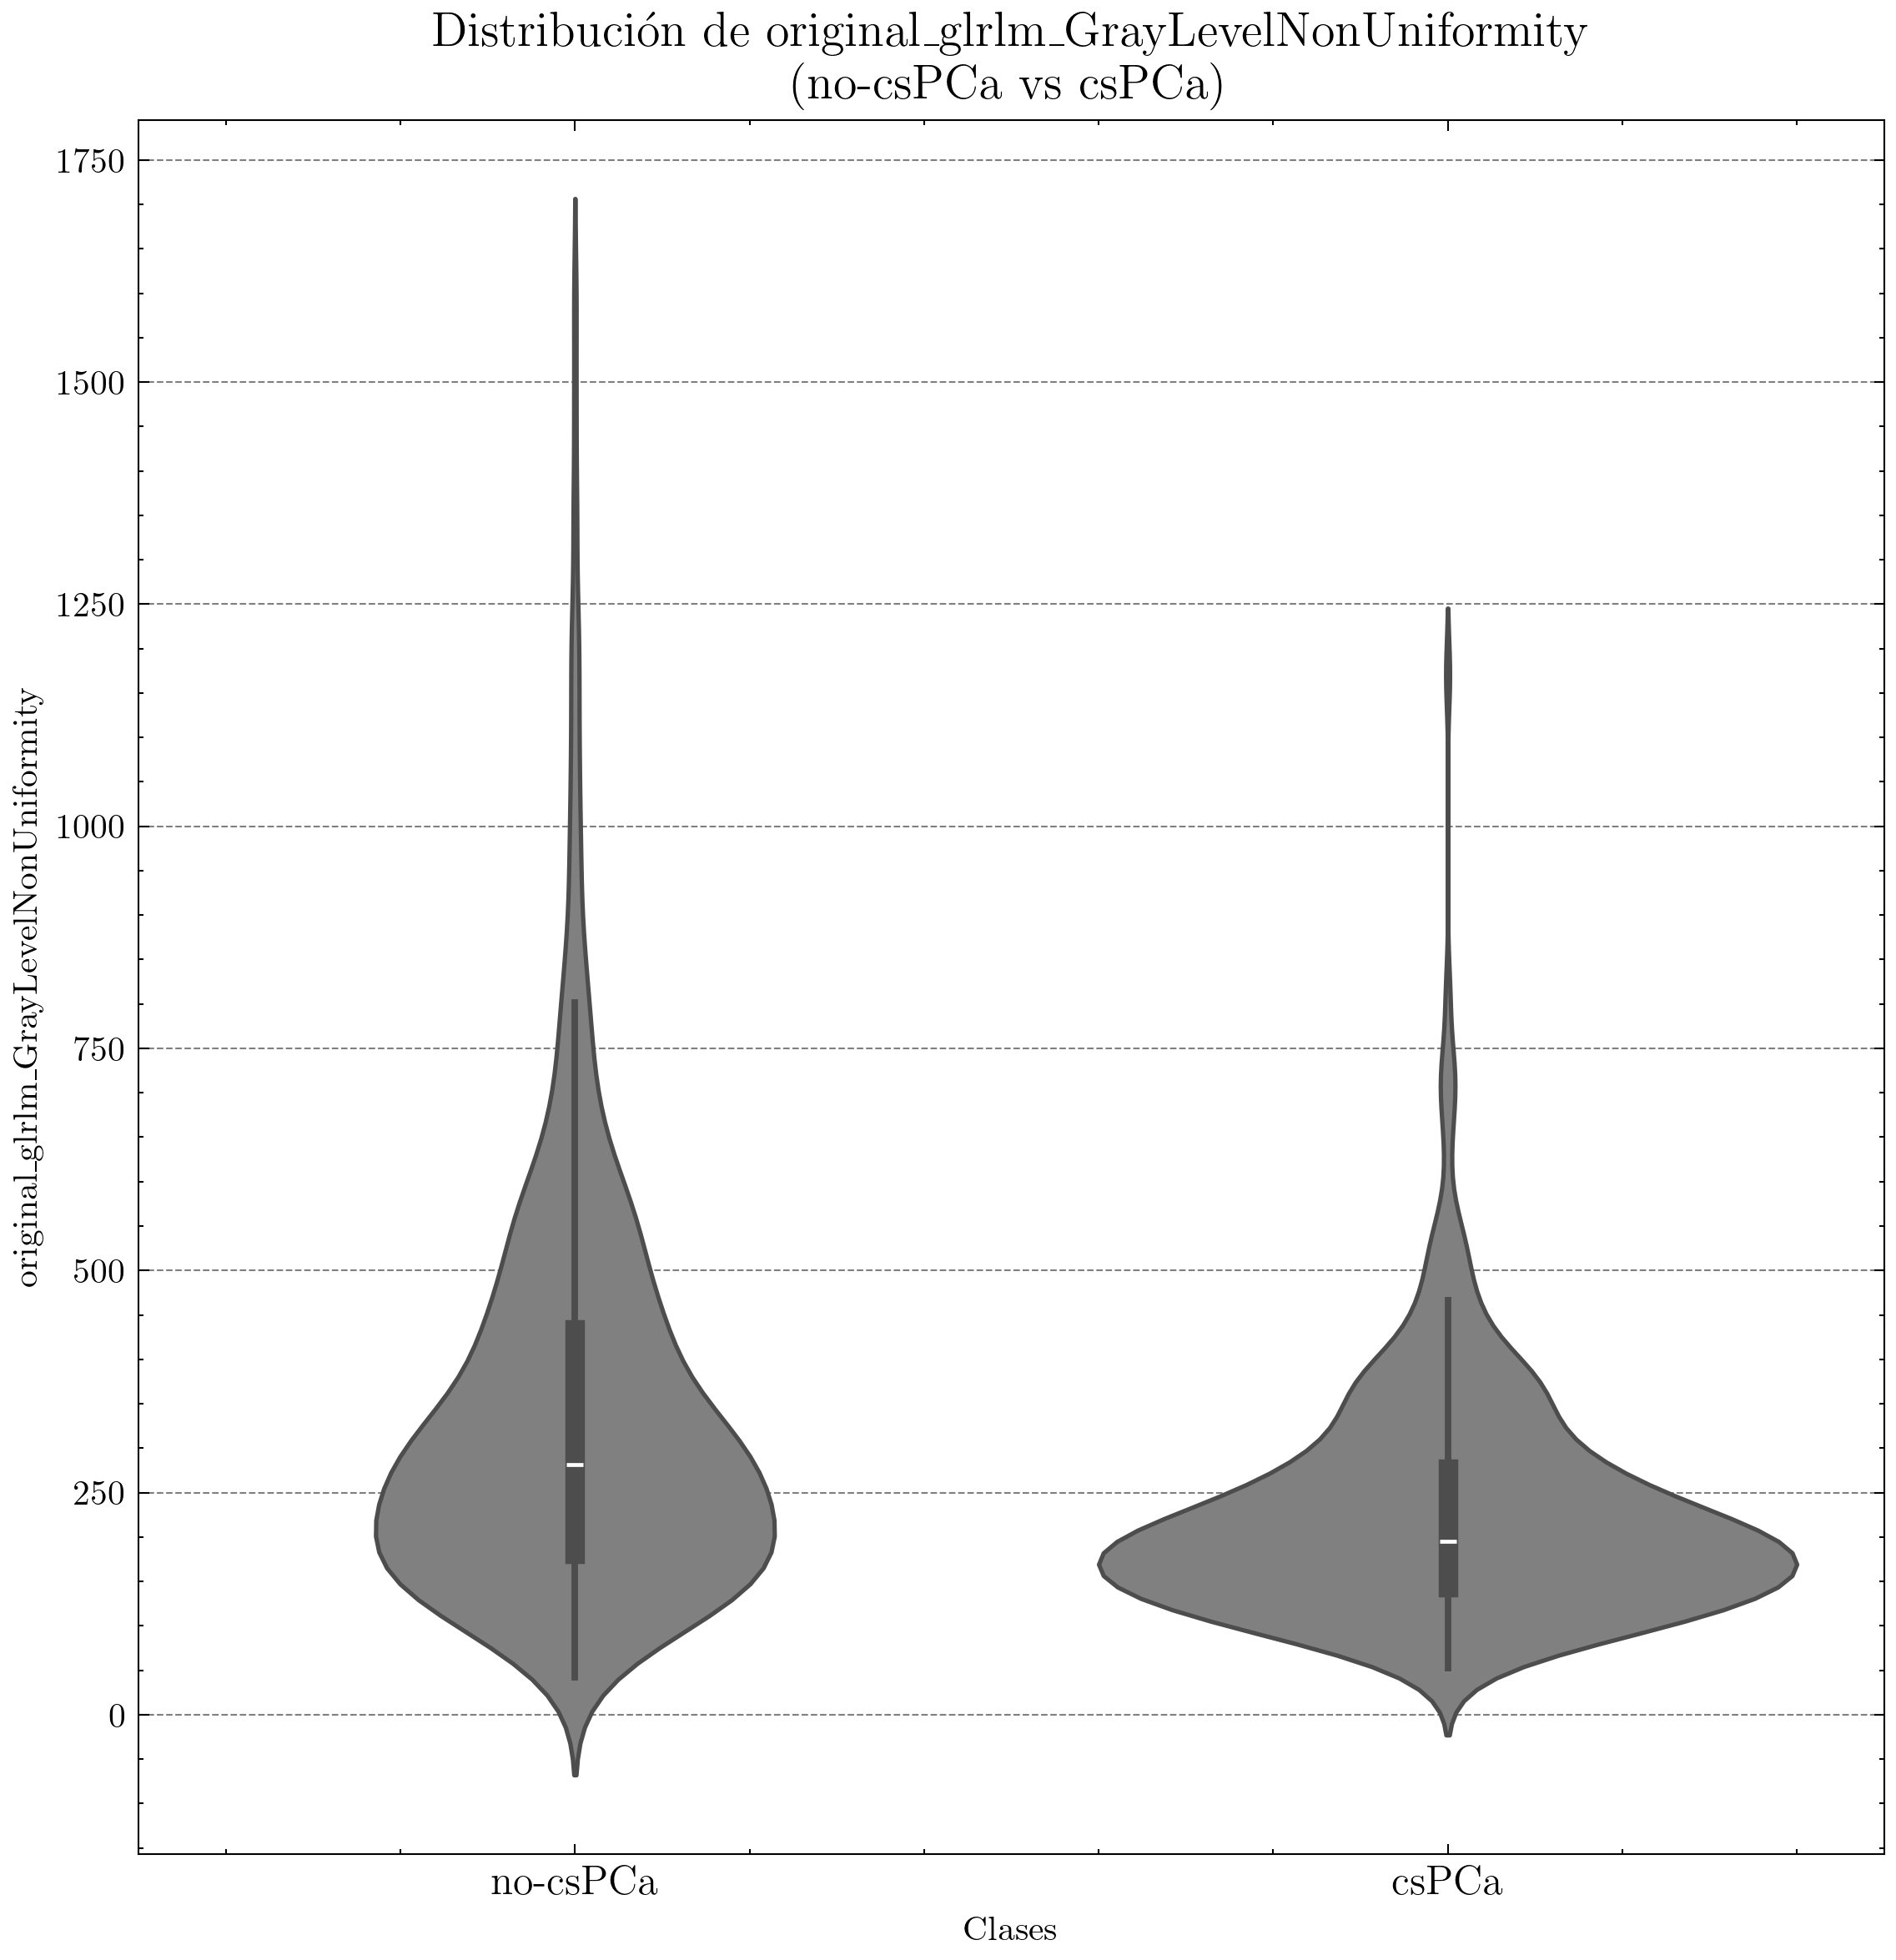 Distribución de original_glrlm_GrayLevelNonUniformity
(no-csPCa vs csPCa)
original_glrlm_GrayLevelNonUniformity
1750
1500
1250
1000
750
500
250
0
no-csPCa
csPCa
Clases